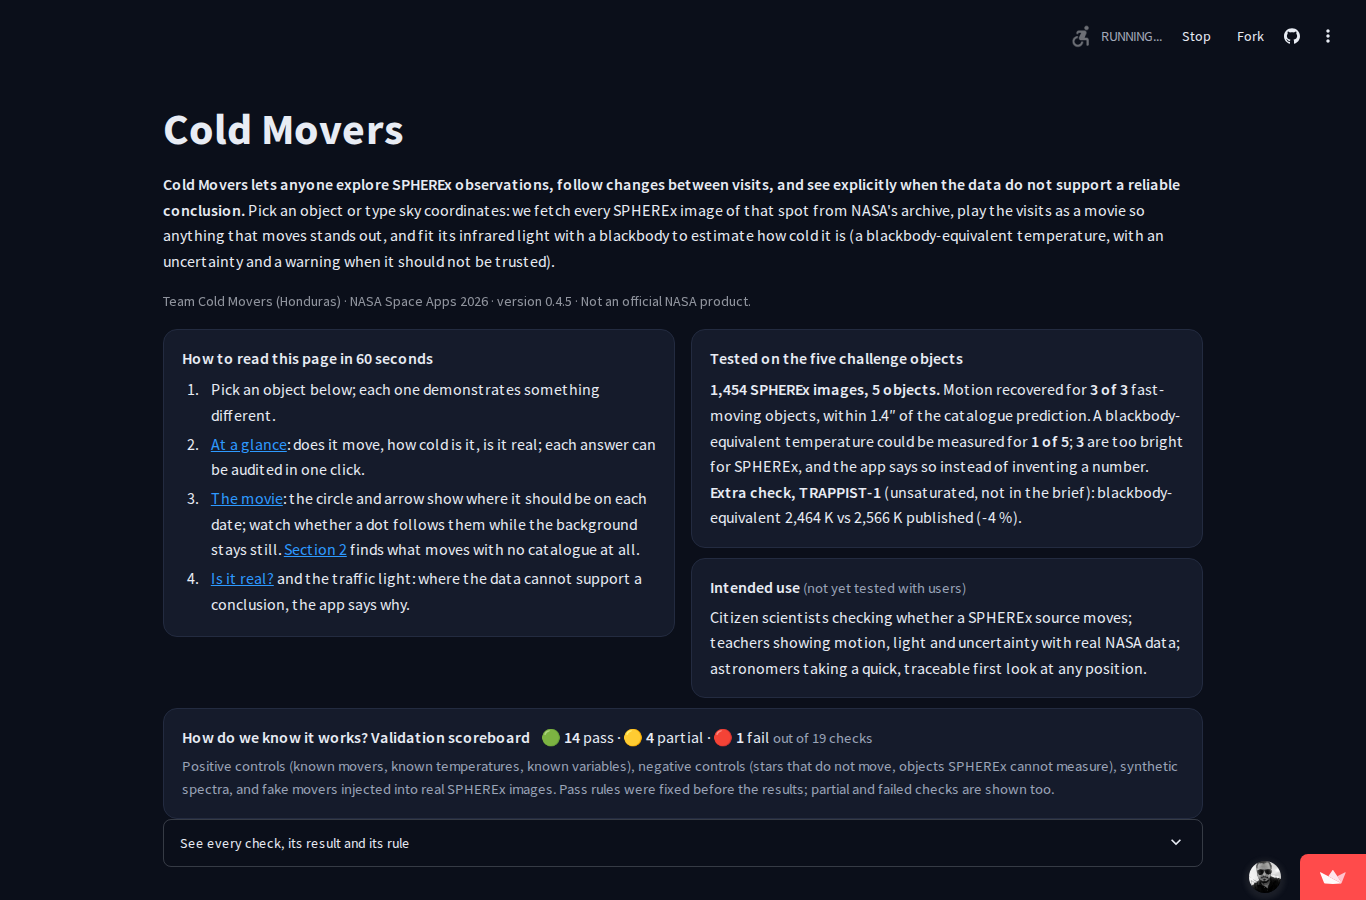 RUNNING...
Stop
Fork
Cold Movers
Cold Movers lets anyone explore SPHEREx observations, follow changes between visits, and see explicitly when the data do not support a reliable
conclusion. Pick an object or type sky coordinates: we fetch every SPHEREx image of that spot from NASA's archive, play the visits as a movie so
anything that moves stands out, and fit its infrared light with a blackbody to estimate how cold it is (a blackbody-equivalent temperature, with an
uncertainty and a warning when it should not be trusted).
Team Cold Movers (Honduras) · NASA Space Apps 2026 · version 0.4.5 · Not an official NASA product.
How to read this page in 60 seconds
1. Pick an object below; each one demonstrates something
different.
2. At a glance: does it move, how cold is it, is it real; each answer can
be audited in one click.
3. The movie: the circle and arrow show where it should be on each
date; watch whether a dot follows them while the background
stays still. Section 2 finds what moves with no catalogue at all.
4. Is it real? and the traffic light: where the data cannot support a
conclusion, the app says why.
Tested on the five challenge objects
1,454 SPHEREx images, 5 objects. Motion recovered for 3 of 3 fast-
moving objects, within 1.4" of the catalogue prediction. A blackbody-
equivalent temperature could be measured for 1 of 5; 3 are too bright
for SPHEREx, and the app says so instead of inventing a number.
Extra check, TRAPPIST-1 (unsaturated, not in the brief): blackbody-
equivalent 2,464 K vs 2,566 K published (-4 %).
Intended use (not yet tested with users)
Citizen scientists checking whether a SPHEREx source moves;
teachers showing motion, light and uncertainty with real NASA data;
astronomers taking a quick, traceable first look at any position.
How do we know it works? Validation scoreboard 🟢 14 pass · 🟡 4 partial · 🔴 1 fail out of 19 checks
Positive controls (known movers, known temperatures, known variables), negative controls (stars that do not move, objects SPHEREx cannot measure), synthetic
spectra, and fake movers injected into real SPHEREx images. Pass rules were fixed before the results; partial and failed checks are shown too.
See every check, its result and its rule